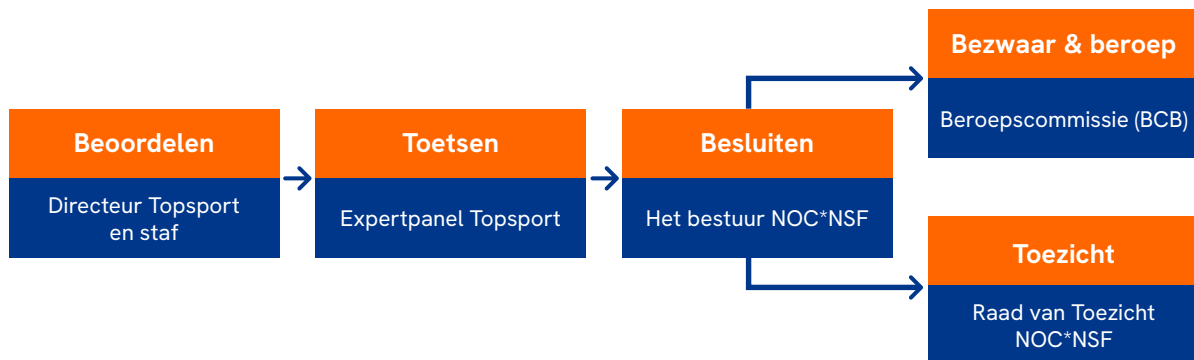 Beoordelen
Directeur Topsport
en staf
Toetsen
Expertpanel Topsport
Besluiten
Het bestuur NOC*NSF
Bezwaar & beroep
Beroepscommissie (BCB)
Toezicht
Raad van Toezicht
NOC*NSF